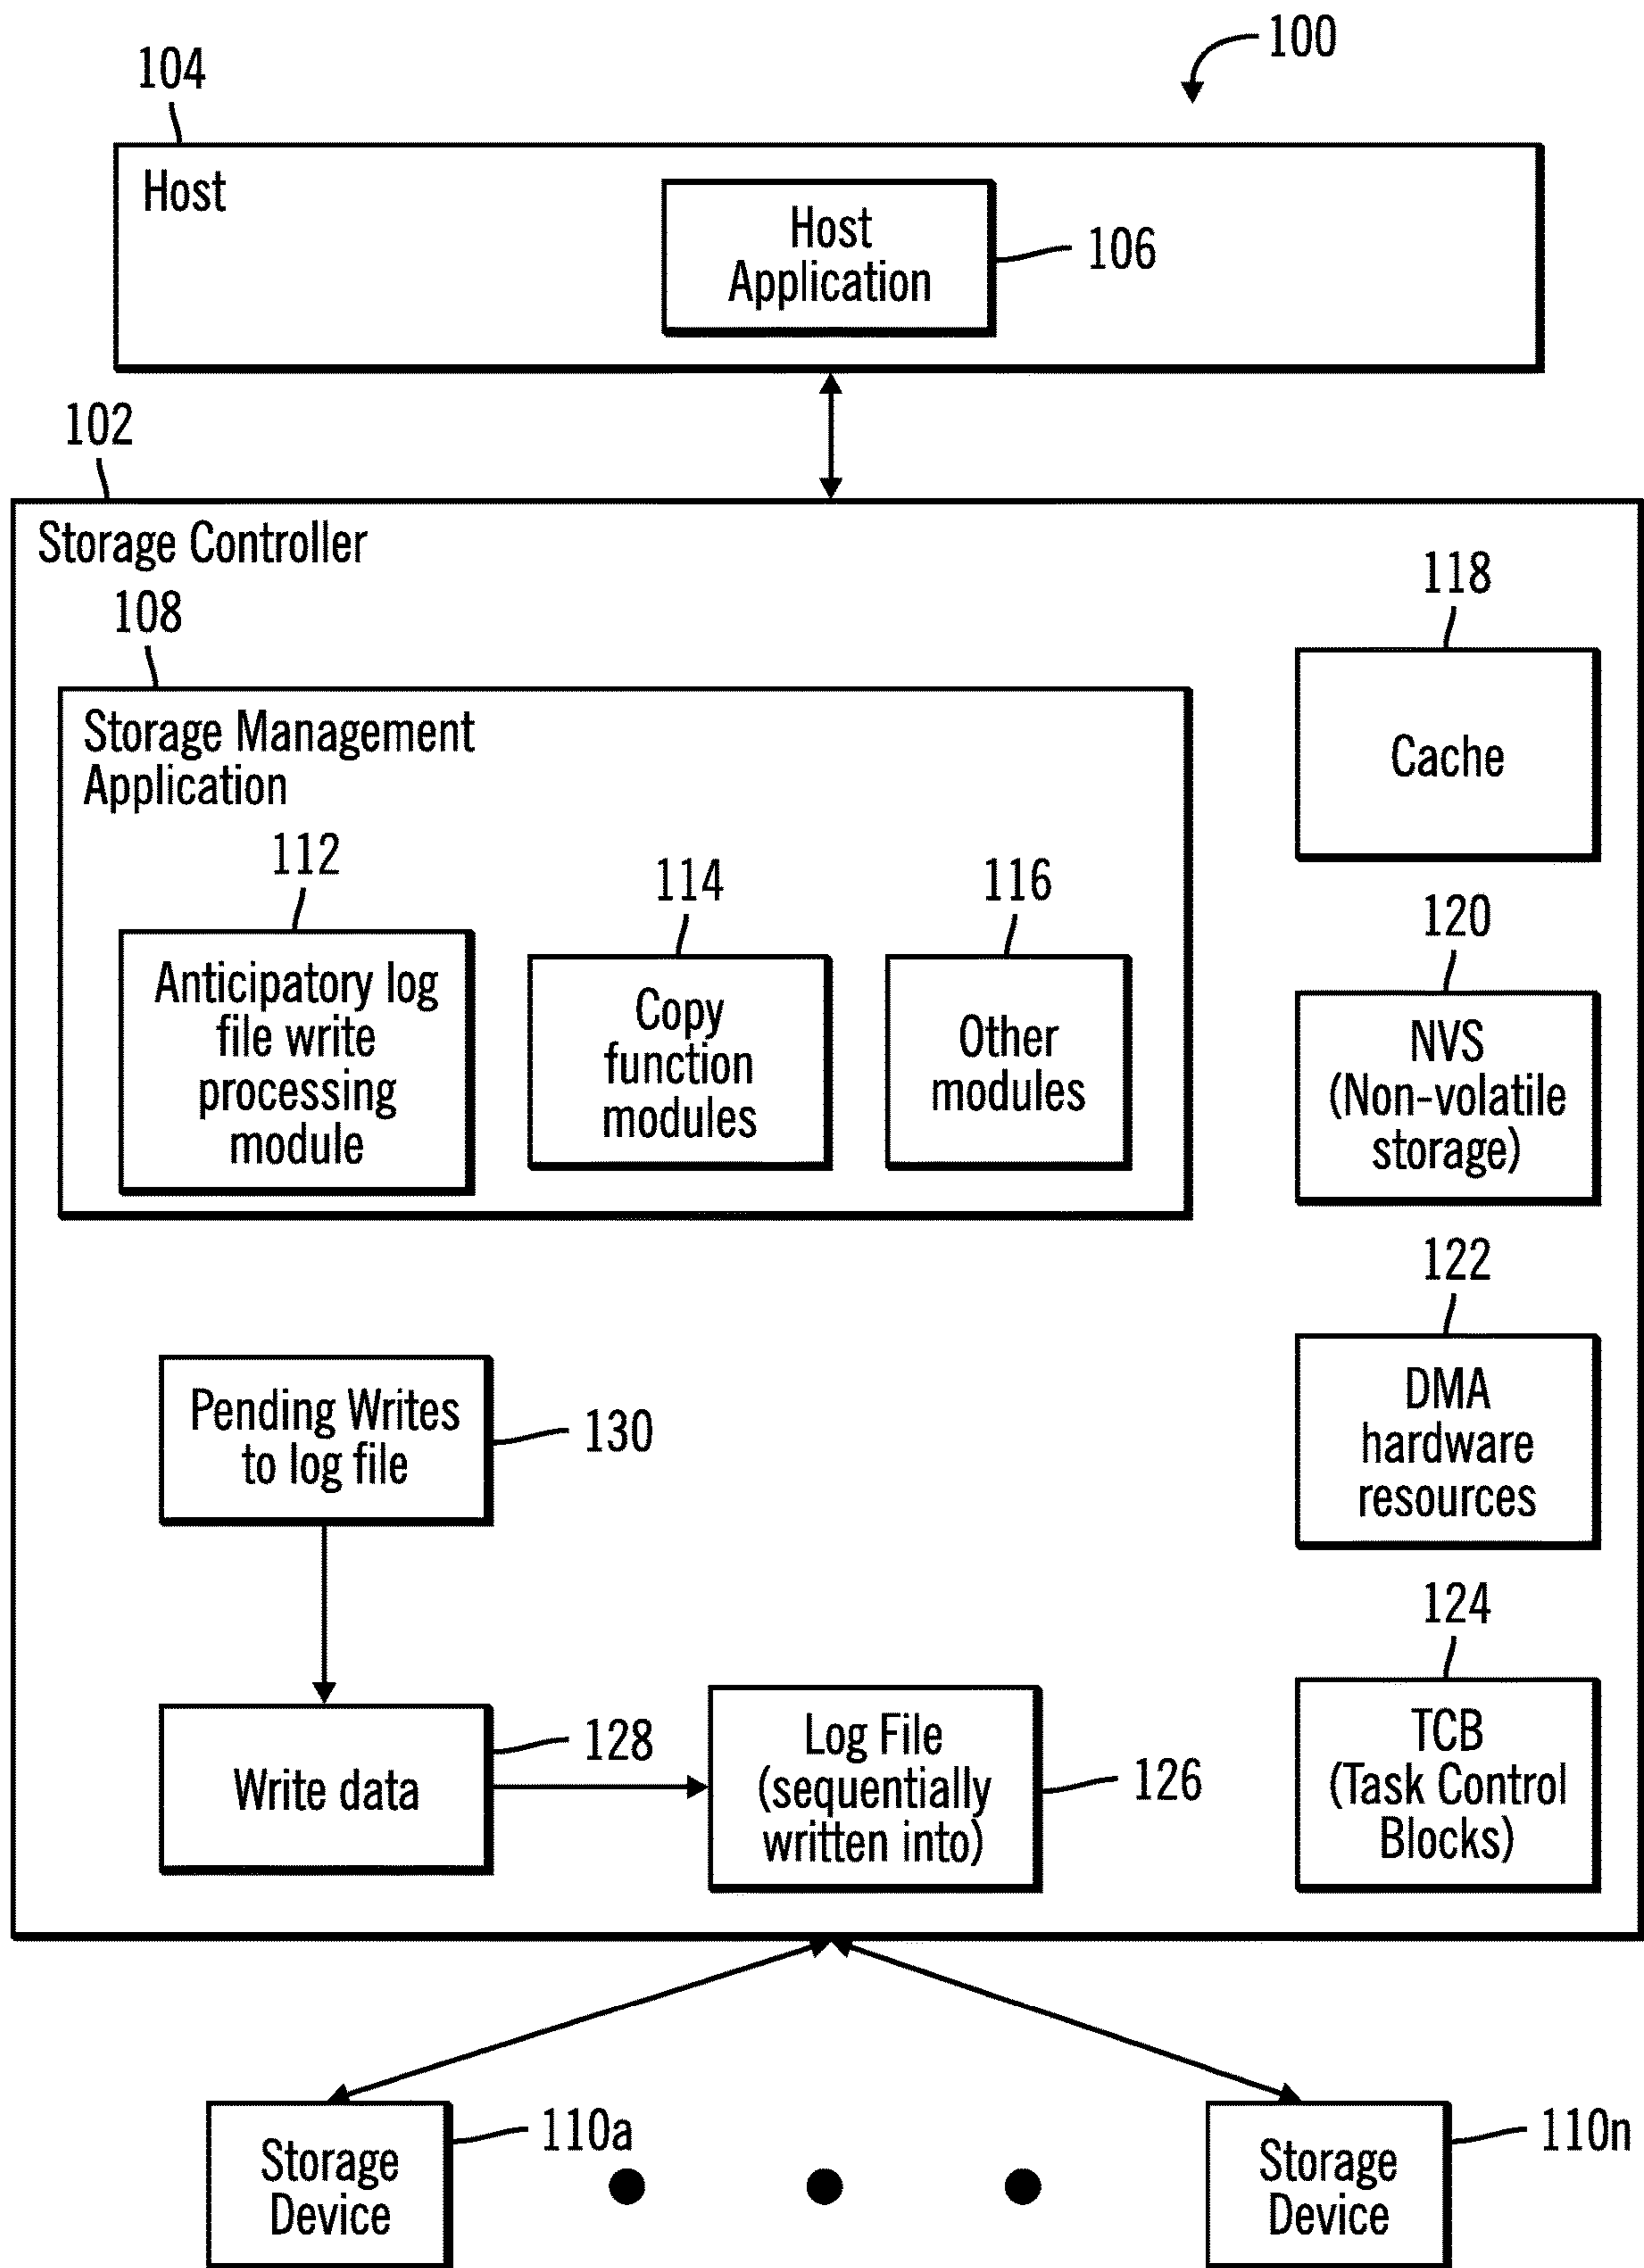 100
104
Host
Host
Application
106
102
Storage Controller
108
118
Storage Management
Application
Cache
112
114
116
120
Anticipatory log
file write
processing
module
Copy
function
modules
Other
modules
NVS
(Non-volatile
storage)
122
Pending Writes
to log file
130
DMA
hardware
resources
124
Write data
128
Log File
(sequentially
written into)
126
TCB
(Task Control
Blocks)
Storage
Device
110a
Storage
Device
110n